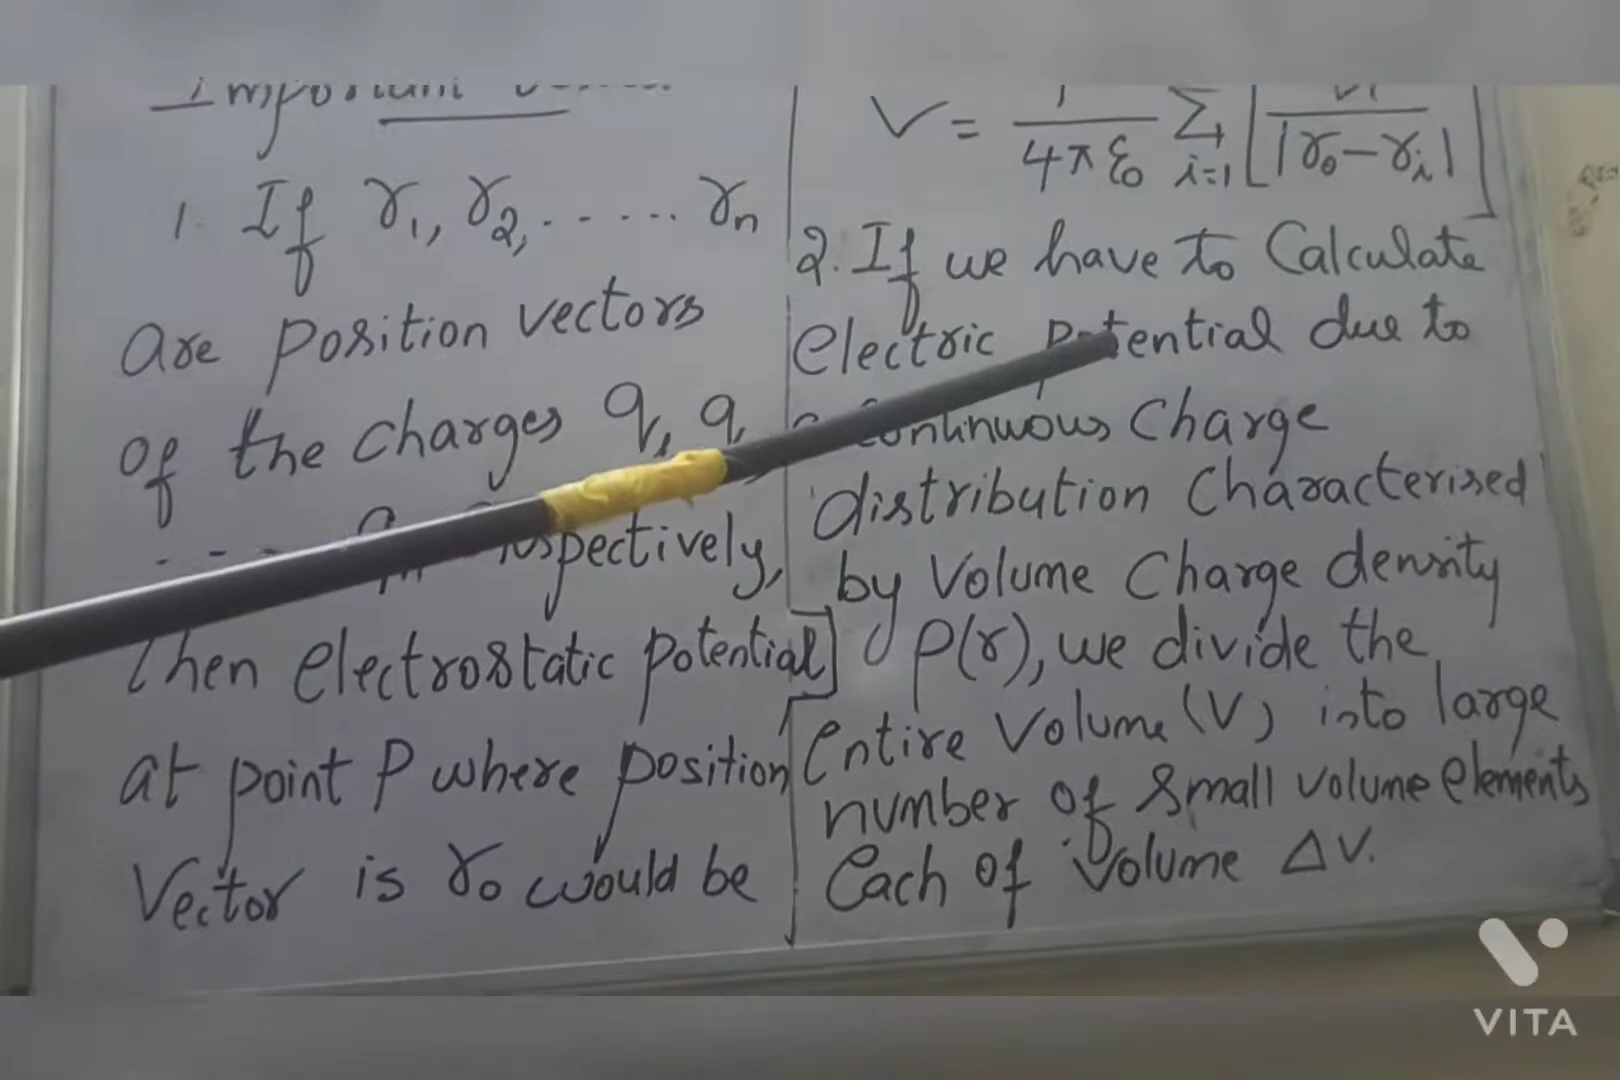 Important
1. If r₁, r₂, ...... rₙ
are position vectors
of the charges q₁ q
respectively,
Then electrostatic potential
at point P where position
Vector is r₀ would be
V = 1/4πε₀ Σ i=1 [ /|r₀-rᵢ|]
2. If we have to Calculate
electric potential due to
Continuous Charge
distribution Characterised
by Volume Charge density
ρ(r), we divide the
entire Volume (V) into large
number of small volume elements
each of Volume ΔV.
VITA